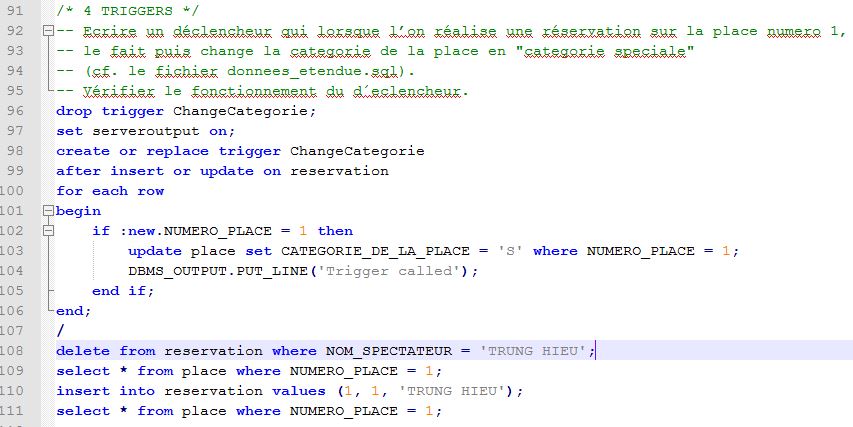 91 /* 4 TRIGGERS */
92 -- Ecrire un déclencheur qui lorsque l’on réalise une réservation sur la place numero 1,
93 -- le fait puis change la categorie de la place en "categorie speciale"
94 -- (cf. le fichier donnees_etendue.sql).
95 -- Vérifier le fonctionnement du d´eclencheur.
96 drop trigger ChangeCategorie;
97 set serveroutput on;
98 create or replace trigger ChangeCategorie
99 after insert or update on reservation
100 for each row
101 begin
102 if :new.NUMERO_PLACE = 1 then
103 update place set CATEGORIE_DE_LA_PLACE = 'S' where NUMERO_PLACE = 1;
104 DBMS_OUTPUT.PUT_LINE('Trigger called');
105 end if;
106 end;
107 /
108 delete from reservation where NOM_SPECTATEUR = 'TRUNG HIEU';
109 select * from place where NUMERO_PLACE = 1;
110 insert into reservation values (1, 1, 'TRUNG HIEU');
111 select * from place where NUMERO_PLACE = 1;